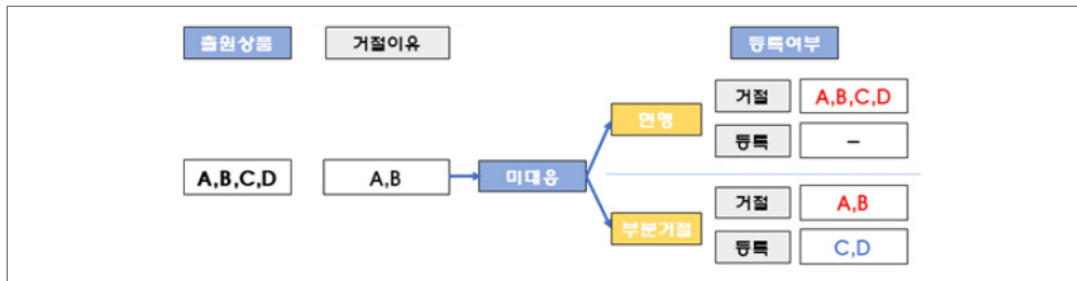 출원상품 거절이유 등록여부
거절 A,B,C,D
현행
등록 –
A,B,C,D A,B 미대응
거절 A,B
부분거절
등록 C,D